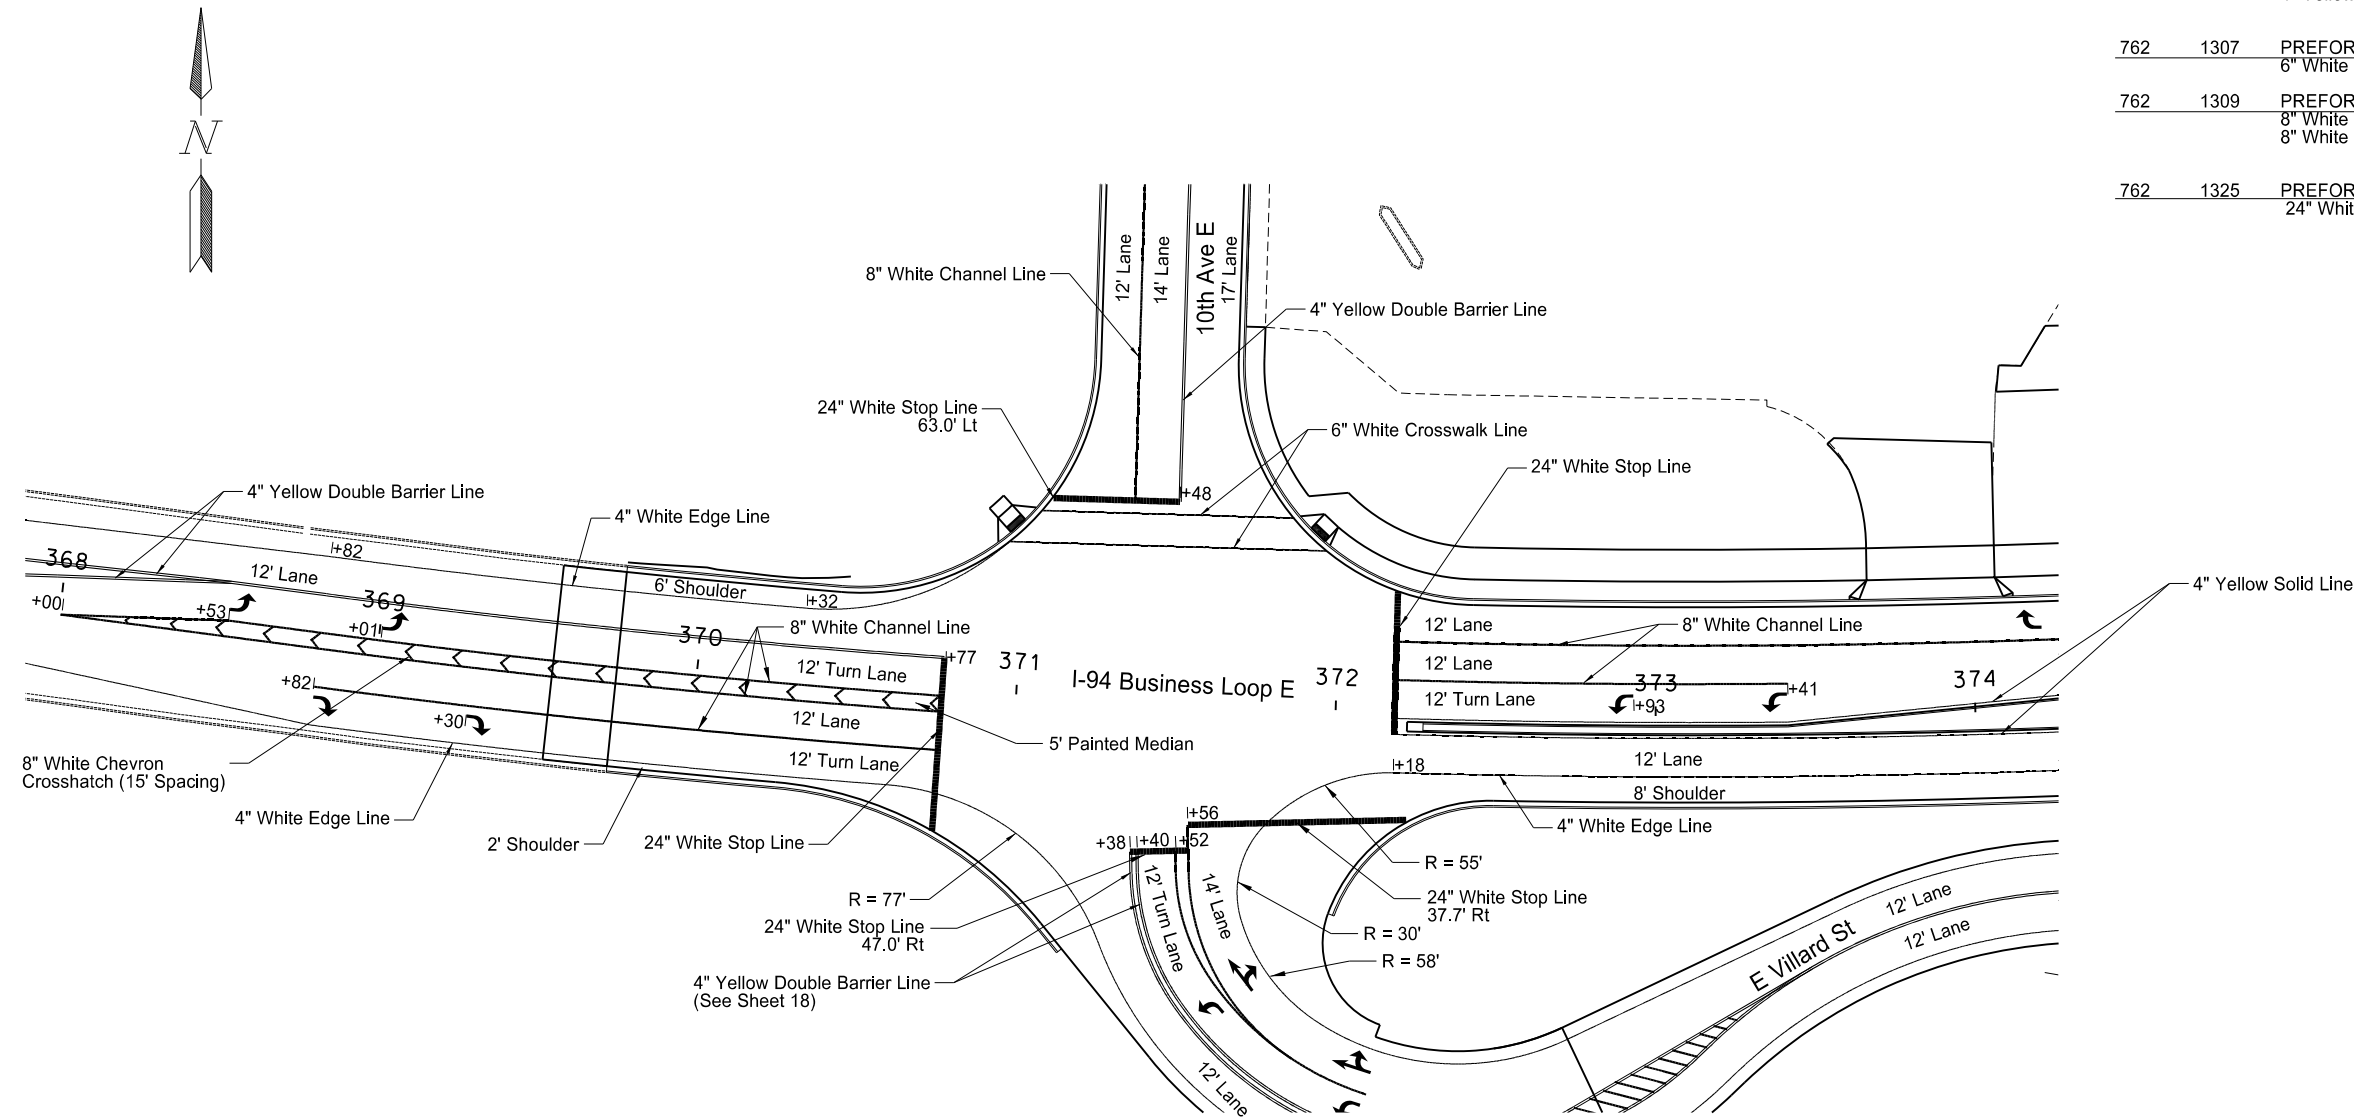 762 1307 PREFOR
6" White
762 1309 PREFOR
8" White
8" White
762 1325 PREFOR
24" Whit
N
12' Lane
14' Lane
10th Ave E
17' Lane
8" White Channel Line
4" Yellow Double Barrier Line
24" White Stop Line
63.0' Lt
6" White Crosswalk Line
24" White Stop Line
+48
4" Yellow Double Barrier Line
4" White Edge Line
+82
368
12' Lane
6' Shoulder
4" Yellow Solid Line
+00
+53
369
+01
+32
370
8" White Channel Line
12' Lane
8" White Channel Line
+77
371
I-94 Business Loop E
372
12' Lane
12' Turn Lane
373
374
+82
12' Turn Lane
+41
+93
+30
12' Lane
5' Painted Median
12' Turn Lane
12' Lane
+18
8" White Chevron
Crosshatch (15' Spacing)
8' Shoulder
4" White Edge Line
2' Shoulder
24" White Stop Line
+56
4" White Edge Line
+38
+40
+52
R = 55'
R = 77'
12' Turn Lane
14' Lane
24" White Stop Line
37.7' Rt
24" White Stop Line
47.0' Rt
R = 30'
R = 58'
4" Yellow Double Barrier Line
(See Sheet 18)
12' Lane
12' Lane
E Villard St
12' Lane